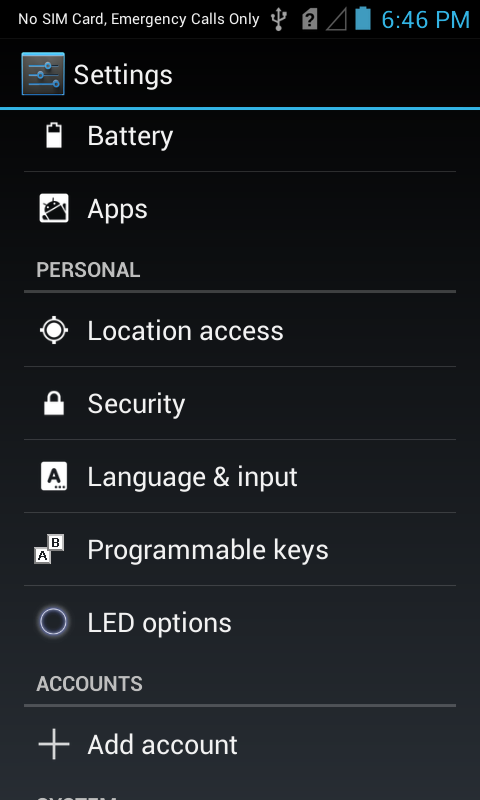 No SIM Card, Emergency Calls Only 6:46 PM
Settings
Battery
Apps
PERSONAL
Location access
Security
Language & input
Programmable keys
LED options
ACCOUNTS
Add account
SYSTEM